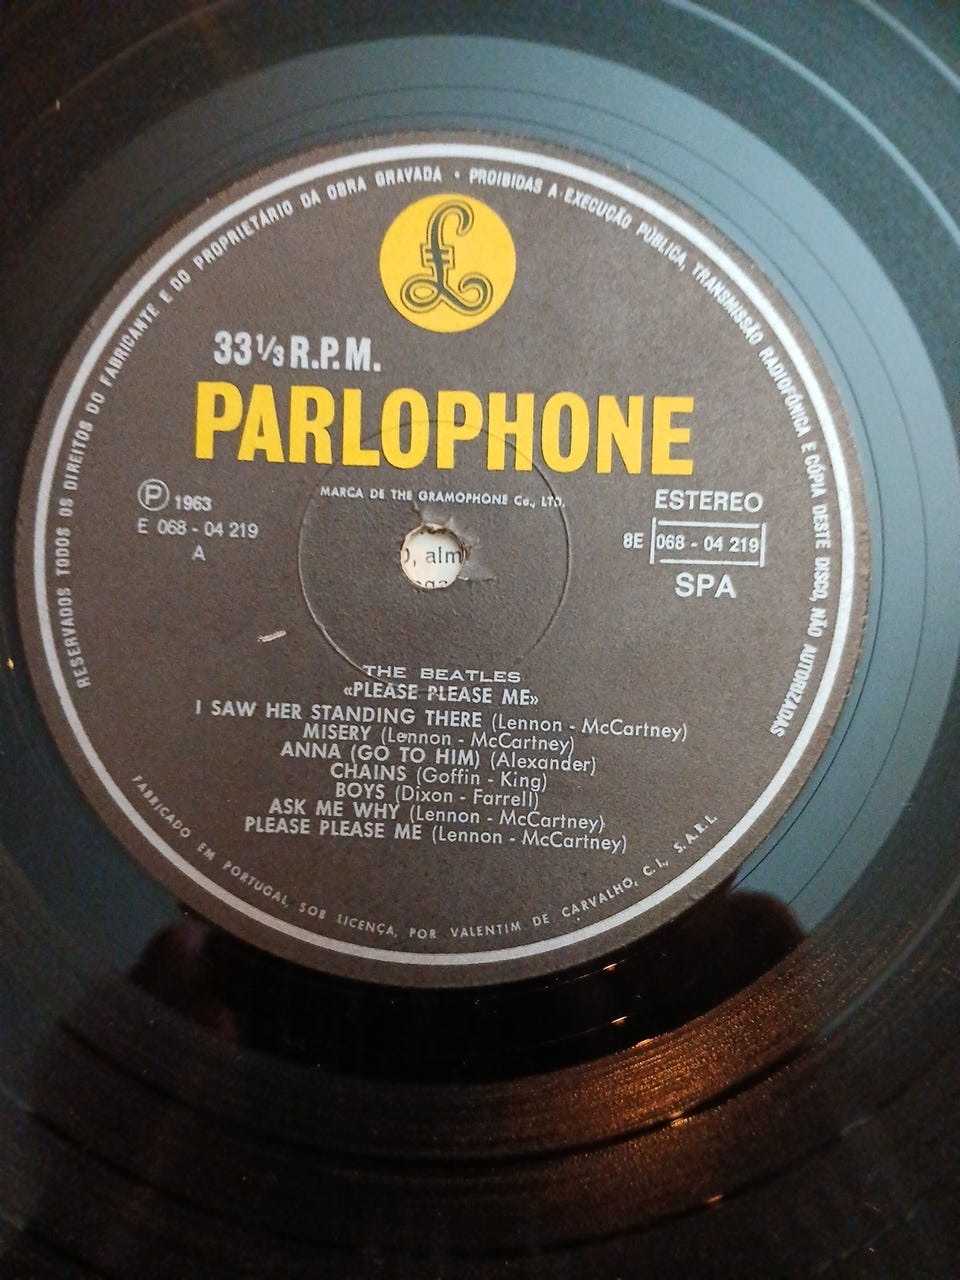 RESERVADOS TODOS OS DIREITOS DO FABRICANTE E DO PROPRIETÁRIO DA OBRA GRAVADA • PROIBIDAS A EXECUÇÃO PÚBLICA, TRANSMISSÃO RADIOFÓNICA E CÓPIA DESTE DISCO, NÃO AUTORIZADAS
£
33 1/3 R.P.M.
PARLOPHONE
MARCA DE THE GRAMOPHONE Co., LTD.
Ⓟ 1963
E 068 - 04 219
A
ESTEREO
8E 068 - 04 219
SPA
, alm
THE BEATLES
«PLEASE PLEASE ME»
I SAW HER STANDING THERE (Lennon - McCartney)
MISERY (Lennon - McCartney)
ANNA (GO TO HIM) (Alexander)
CHAINS (Goffin - King)
BOYS (Dixon - Farrell)
ASK ME WHY (Lennon - McCartney)
PLEASE PLEASE ME (Lennon - McCartney)
FABRICADO EM PORTUGAL, SOB LICENÇA, POR VALENTIM DE CARVALHO, C.I., S.A.R.L.